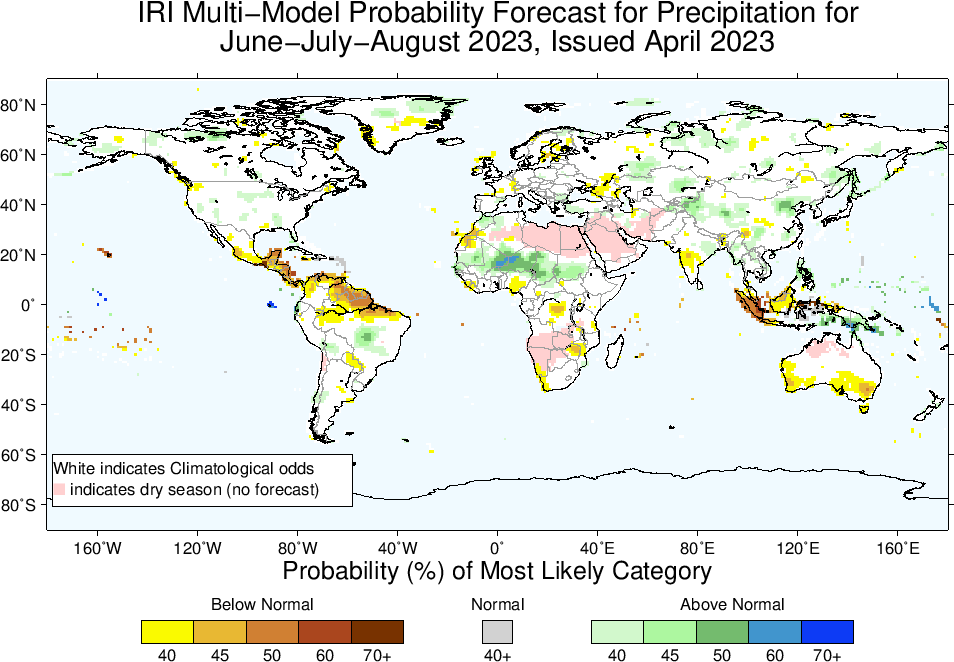 IRI Multi−Model Probability Forecast for Precipitation for
June−July−August 2023, Issued April 2023
80˚N
60˚N
40˚N
20˚N
0˚
20˚S
40˚S
60˚S
80˚S
White indicates Climatological odds
indicates dry season (no forecast)
160˚W 120˚W 80˚W 40˚W 0˚ 40˚E 80˚E 120˚E 160˚E
Probability (%) of Most Likely Category
Below Normal Normal Above Normal
40 45 50 60 70+ 40+ 40 45 50 60 70+